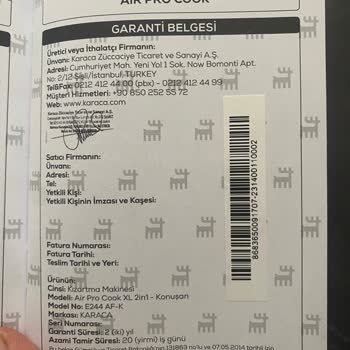 AIR PRO COOK
GARANTİ BELGESİ
Üretici veya İthalatçı Firmanın:
Ünvanı: Karaca Züccaciye Ticaret ve Sanayi A.Ş.
Adresi: Cumhuriyet Mah. Yeni Yol 1 Sok. Now Bomonti Apt.
No: 2/12 Şişli/İstanbul, TURKEY
Tel&Fax: 0212 412 44 00 (pbx) - 0212 412 44 99
Müşteri Hizmetleri: +90 850 252 55 72
Web: www.karaca.com
Satıcı Firmanın:
Ünvanı:
Adresi:
Tel:
Yetkili Kişi:
Yetkili Kişinin İmzası ve Kaşesi:
8683650091707-231400110002
Fatura Numarası:
Fatura Tarihi:
Teslim Tarihi ve Yeri:
Ürünün:
Cinsi: Kızartma Makinesi
Modeli: Air Pro Cook XL 2in1 - Konuşan
Model No: E244 AF-K
Markası: KARACA
Seri Numarası:
Garanti Süresi: 2 (iki) yıl
Azami Tamir Süresi: 20 (yirmi) iş günü